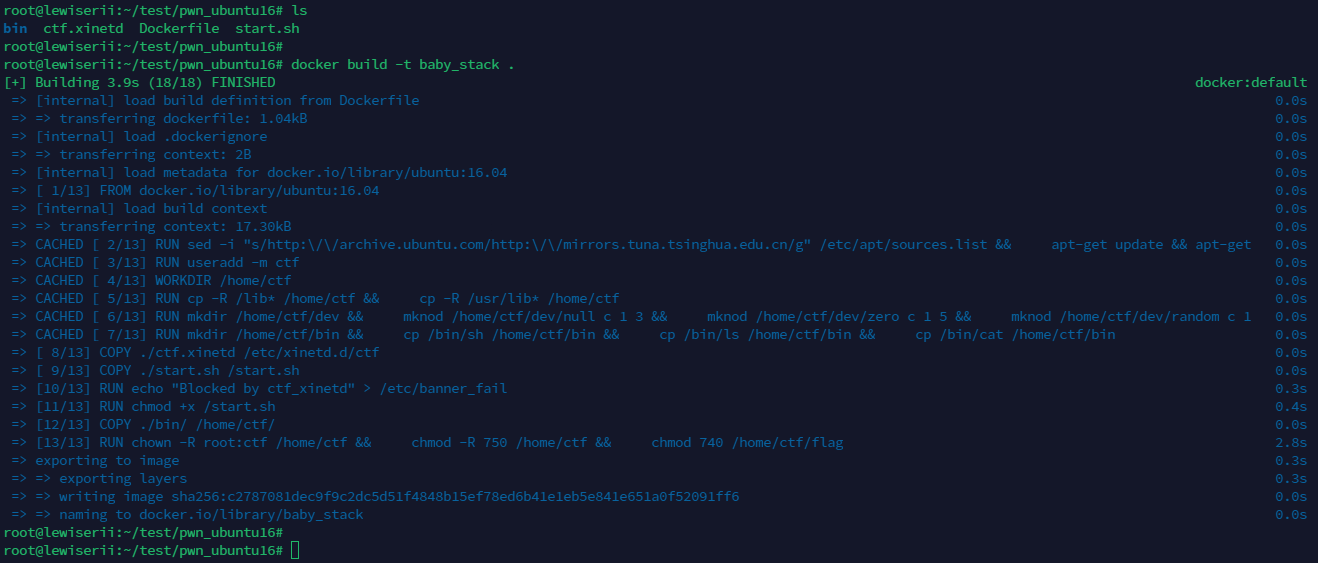 root@lewiserii:~/test/pwn_ubuntu16# ls
bin  ctf.xinetd  Dockerfile  start.sh
root@lewiserii:~/test/pwn_ubuntu16#
root@lewiserii:~/test/pwn_ubuntu16# docker build -t baby_stack .
[+] Building 3.9s (18/18) FINISHED docker:default
=> [internal] load build definition from Dockerfile 0.0s
=> => transferring dockerfile: 1.04kB 0.0s
=> [internal] load .dockerignore 0.0s
=> => transferring context: 2B 0.0s
=> [internal] load metadata for docker.io/library/ubuntu:16.04 0.0s
=> [ 1/13] FROM docker.io/library/ubuntu:16.04 0.0s
=> [internal] load build context 0.0s
=> => transferring context: 17.30kB 0.0s
=> CACHED [ 2/13] RUN sed -i "s/http:\/\/archive.ubuntu.com/http:\/\/mirrors.tuna.tsinghua.edu.cn/g" /etc/apt/sources.list &&     apt-get update && apt-get 0.0s
=> CACHED [ 3/13] RUN useradd -m ctf 0.0s
=> CACHED [ 4/13] WORKDIR /home/ctf 0.0s
=> CACHED [ 5/13] RUN cp -R /lib* /home/ctf &&     cp -R /usr/lib* /home/ctf 0.0s
=> CACHED [ 6/13] RUN mkdir /home/ctf/dev &&     mknod /home/ctf/dev/null c 1 3 &&     mknod /home/ctf/dev/zero c 1 5 &&     mknod /home/ctf/dev/random c 1 0.0s
=> CACHED [ 7/13] RUN mkdir /home/ctf/bin &&     cp /bin/sh /home/ctf/bin &&     cp /bin/ls /home/ctf/bin &&     cp /bin/cat /home/ctf/bin 0.0s
=> [ 8/13] COPY ./ctf.xinetd /etc/xinetd.d/ctf 0.0s
=> [ 9/13] COPY ./start.sh /start.sh 0.0s
=> [10/13] RUN echo "Blocked by ctf_xinetd" > /etc/banner_fail 0.3s
=> [11/13] RUN chmod +x /start.sh 0.4s
=> [12/13] COPY ./bin/ /home/ctf/ 0.0s
=> [13/13] RUN chown -R root:ctf /home/ctf &&     chmod -R 750 /home/ctf &&     chmod 740 /home/ctf/flag 2.8s
=> exporting to image 0.3s
=> => exporting layers 0.3s
=> => writing image sha256:c2787081dec9f9c2dc5d51f4848b15ef78ed6b41e1eb5e841e651a0f52091ff6 0.0s
=> => naming to docker.io/library/baby_stack 0.0s
root@lewiserii:~/test/pwn_ubuntu16#
root@lewiserii:~/test/pwn_ubuntu16#